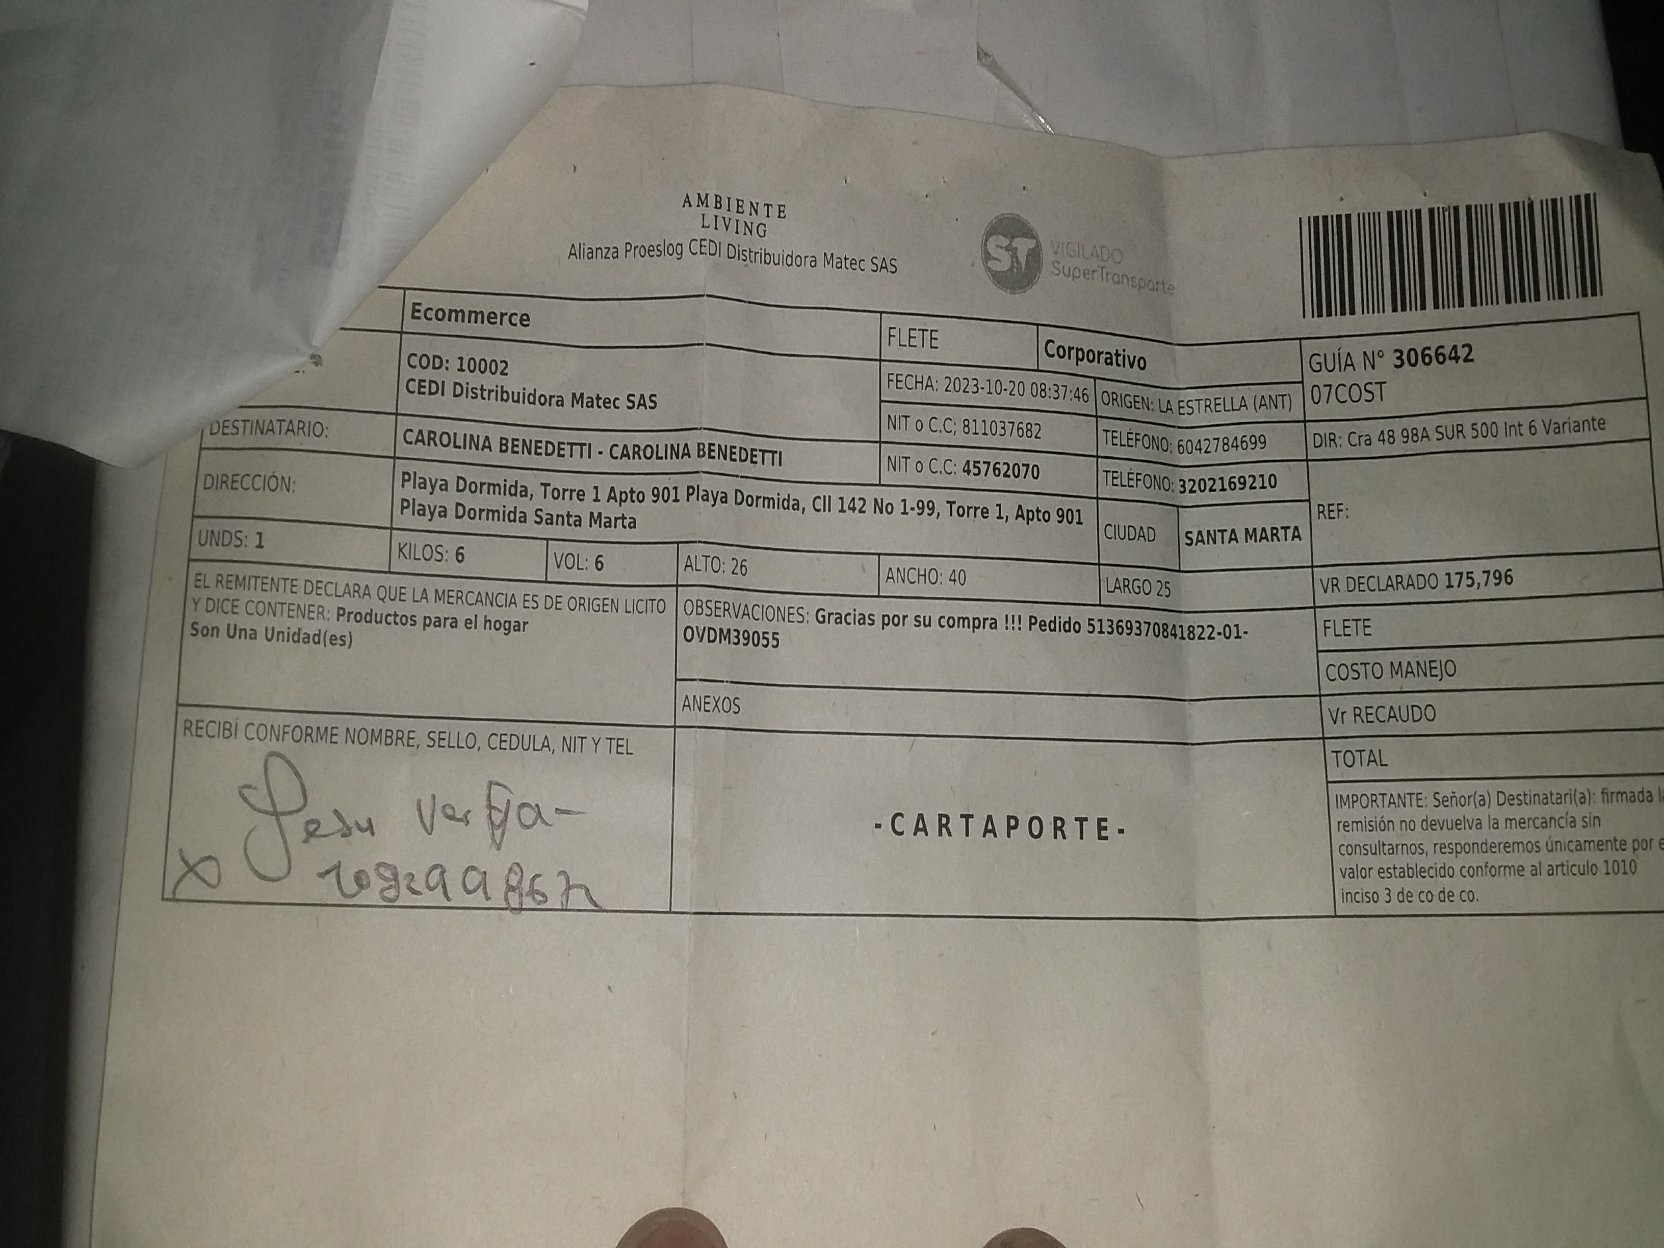 AMBIENTE
LIVING
Alianza Proeslog CEDI Distribuidora Matec SAS
ST
VIGILADO
SuperTransporte
Ecommerce
FLETE
Corporativo
GUÍA N° 306642
07COST
COD: 10002
CEDI Distribuidora Matec SAS
FECHA: 2023-10-20 08:37:46
ORIGEN: LA ESTRELLA (ANT)
NIT o C.C; 811037682
TELÉFONO: 6042784699
DIR: Cra 48 98A SUR 500 Int 6 Variante
DESTINATARIO:
CAROLINA BENEDETTI - CAROLINA BENEDETTI
NIT o C.C: 45762070
TELÉFONO: 3202169210
REF:
DIRECCIÓN:
Playa Dormida, Torre 1 Apto 901 Playa Dormida, Cll 142 No 1-99, Torre 1, Apto 901
Playa Dormida Santa Marta
CIUDAD
SANTA MARTA
UNDS: 1
KILOS: 6
VOL: 6
ALTO: 26
ANCHO: 40
LARGO 25
VR DECLARADO 175,796
EL REMITENTE DECLARA QUE LA MERCANCIA ES DE ORIGEN LICITO
Y DICE CONTENER: Productos para el hogar
Son Una Unidad(es)
OBSERVACIONES: Gracias por su compra !!! Pedido 51369370841822-01-
OVDM39055
FLETE
COSTO MANEJO
ANEXOS
Vr RECAUDO
RECIBÍ CONFORME NOMBRE, SELLO, CEDULA, NIT Y TEL
TOTAL
X
-CARTAPORTE-
IMPORTANTE: Señor(a) Destinatari(a): firmada la
remisión no devuelva la mercancía sin
consultarnos, responderemos únicamente por e
valor establecido conforme al articulo 1010
inciso 3 de co de co.